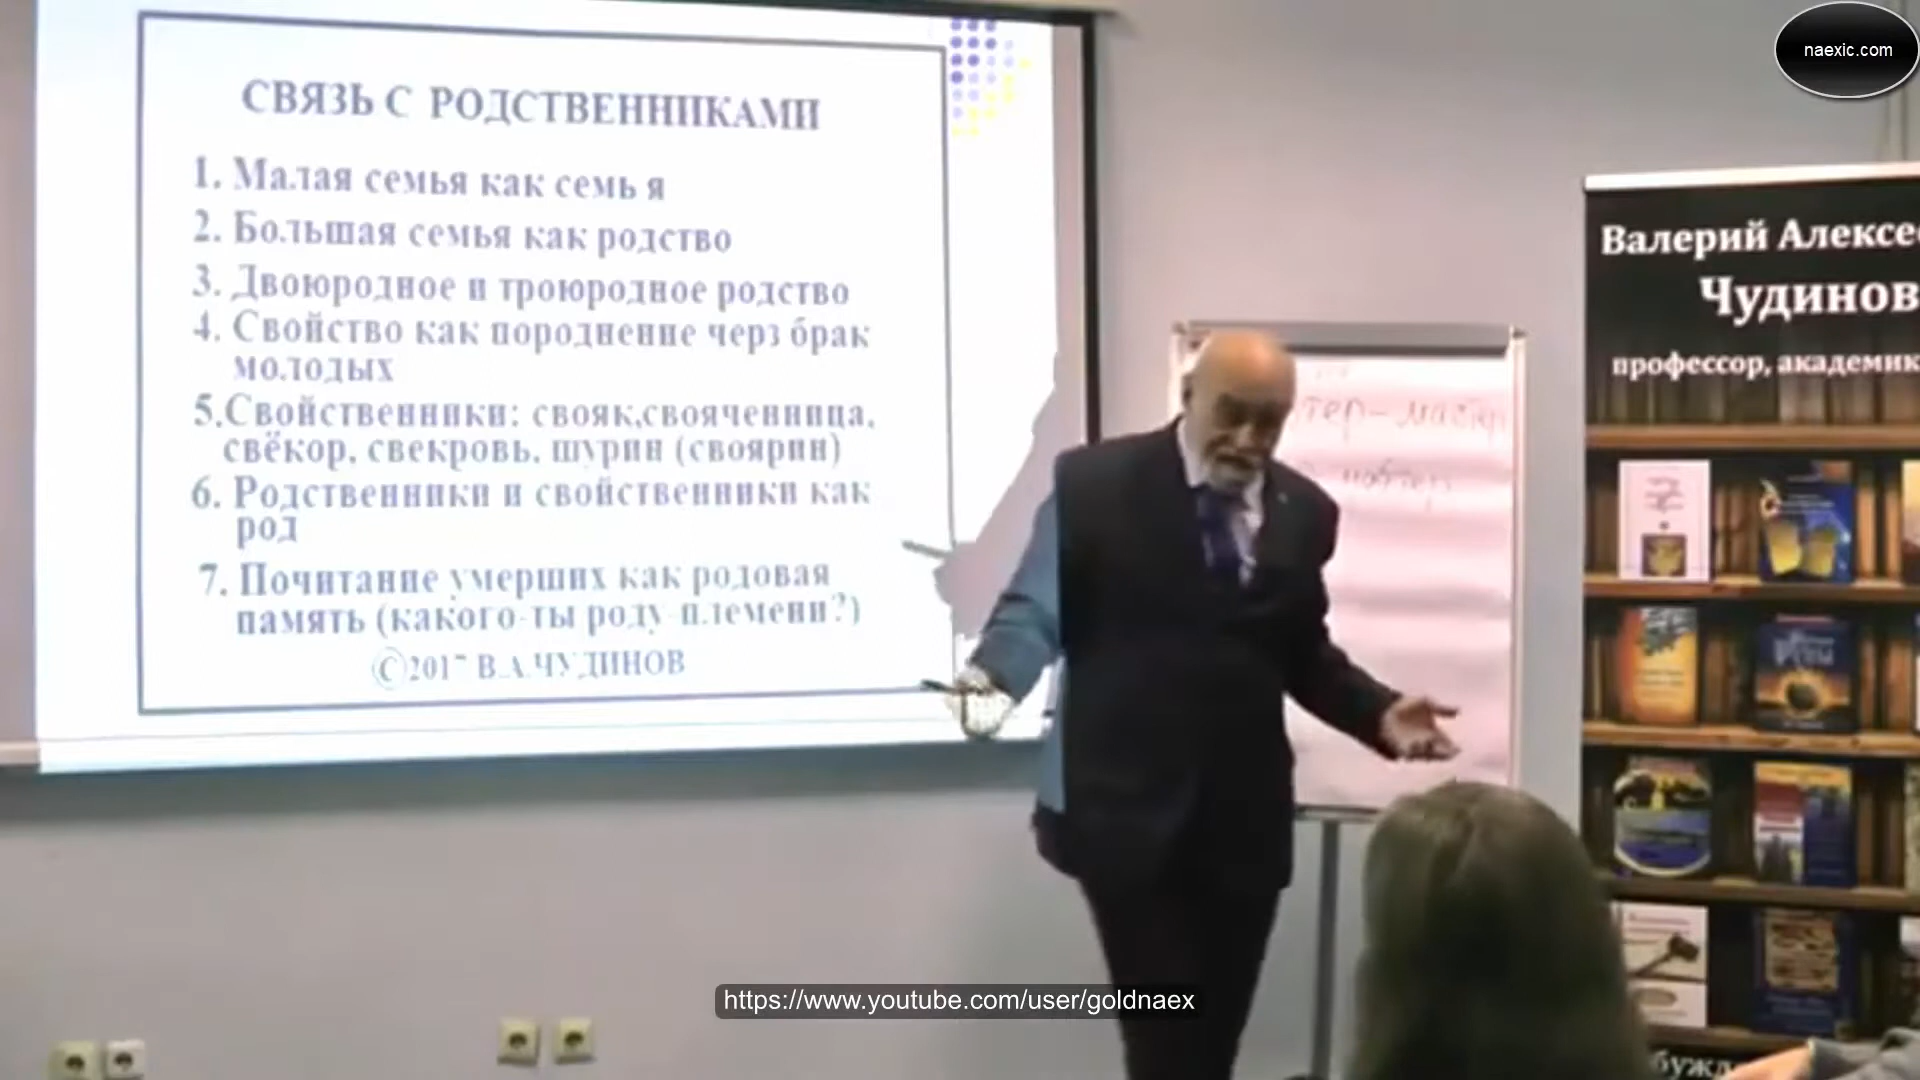 naexic.com
СВЯЗЬ С РОДСТВЕННИКАМИ
1. Малая семья как семь я
2. Большая семья как родство
3. Двоюродное и троюродное родство
4. Свойство как породнение черз брак
молодых
5.Свойственники: свояк,свояченница,
свёкор, свекровь, шурин (своярин)
6. Родственники и свойственники как
род
7. Почитание умерших как родовая
память (какого-ты роду-племени?)
©2017 В.А.ЧУДИНОВ
Валерий Алексе
Чудинов
профессор, академик
тер-мастер
https://www.youtube.com/user/goldnaex